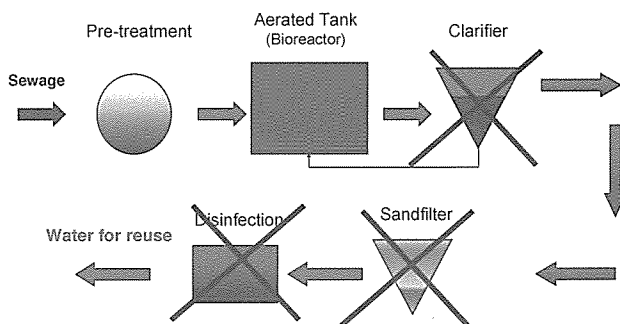 Aerated Tank
Pre-treatment
(Bioreactor)
Clarifier
Sewage
Disinfection
Sandfilter
Water for reuse